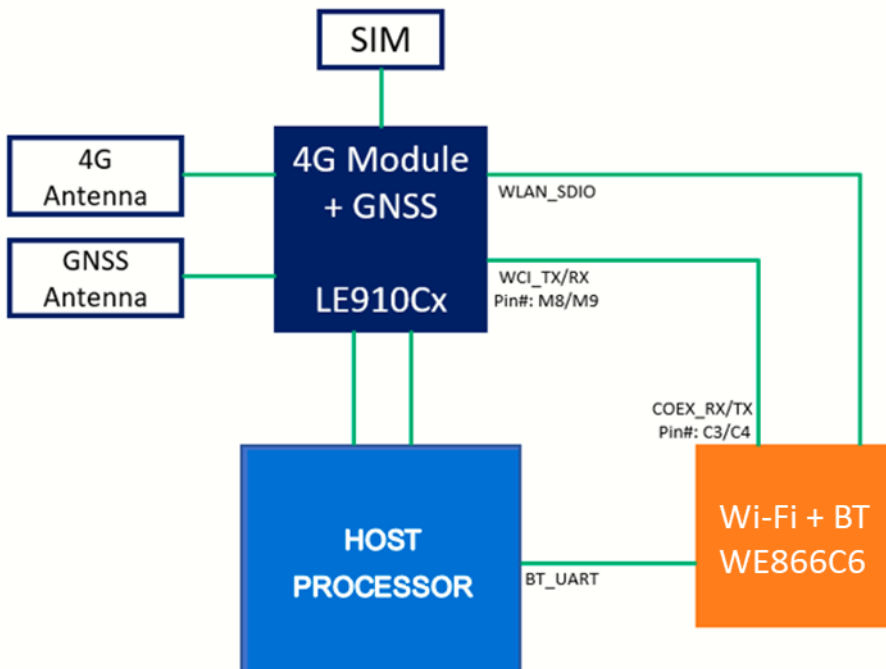 SIM
4G
Antenna
GNSS
Antenna
4G Module
+ GNSS
LE910Cx
WLAN_SDIO
WCI_TX/RX
Pin#: M8/M9
COEX_RX/TX
Pin#: C3/C4
HOST
PROCESSOR
BT_UART
Wi-Fi + BT
WE866C6